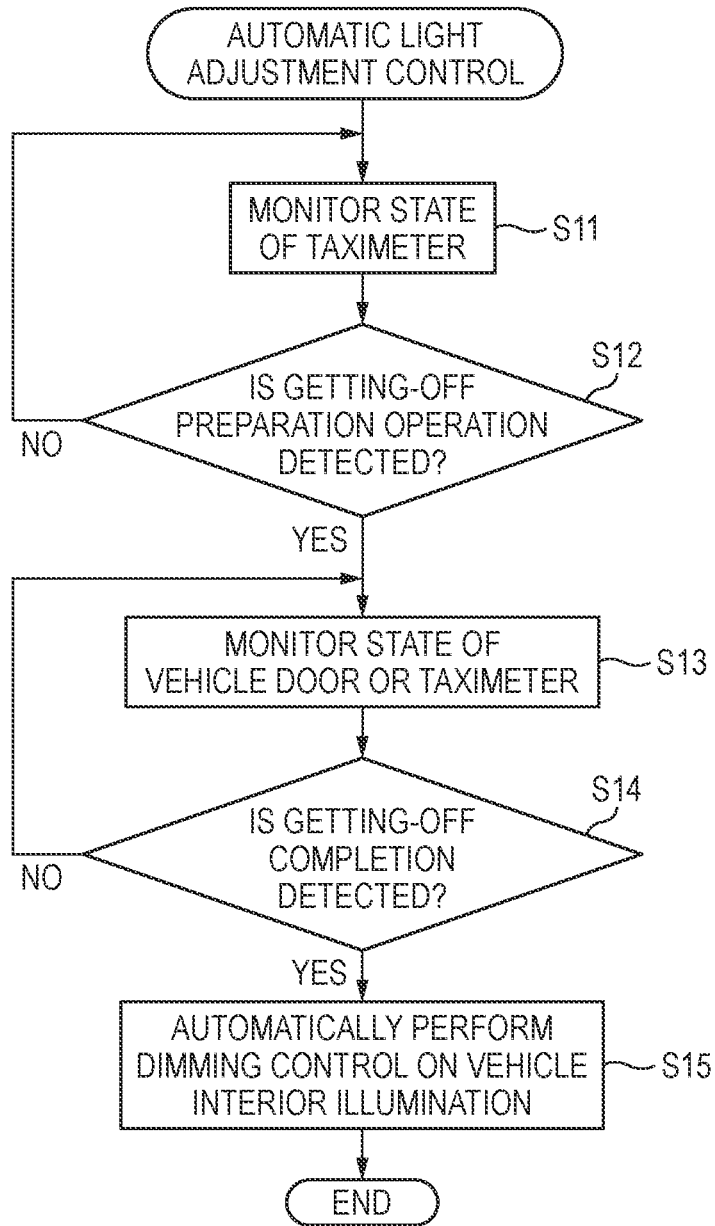 AUTOMATIC LIGHT
ADJUSTMENT CONTROL
MONITOR STATE
OF TAXIMETER
S11
S12
IS GETTING-OFF
PREPARATION OPERATION
DETECTED?
NO
YES
MONITOR STATE OF
VEHICLE DOOR OR TAXIMETER
S13
S14
IS GETTING-OFF
COMPLETION
DETECTED?
NO
YES
AUTOMATICALLY PERFORM
DIMMING CONTROL ON VEHICLE
INTERIOR ILLUMINATION
S15
END